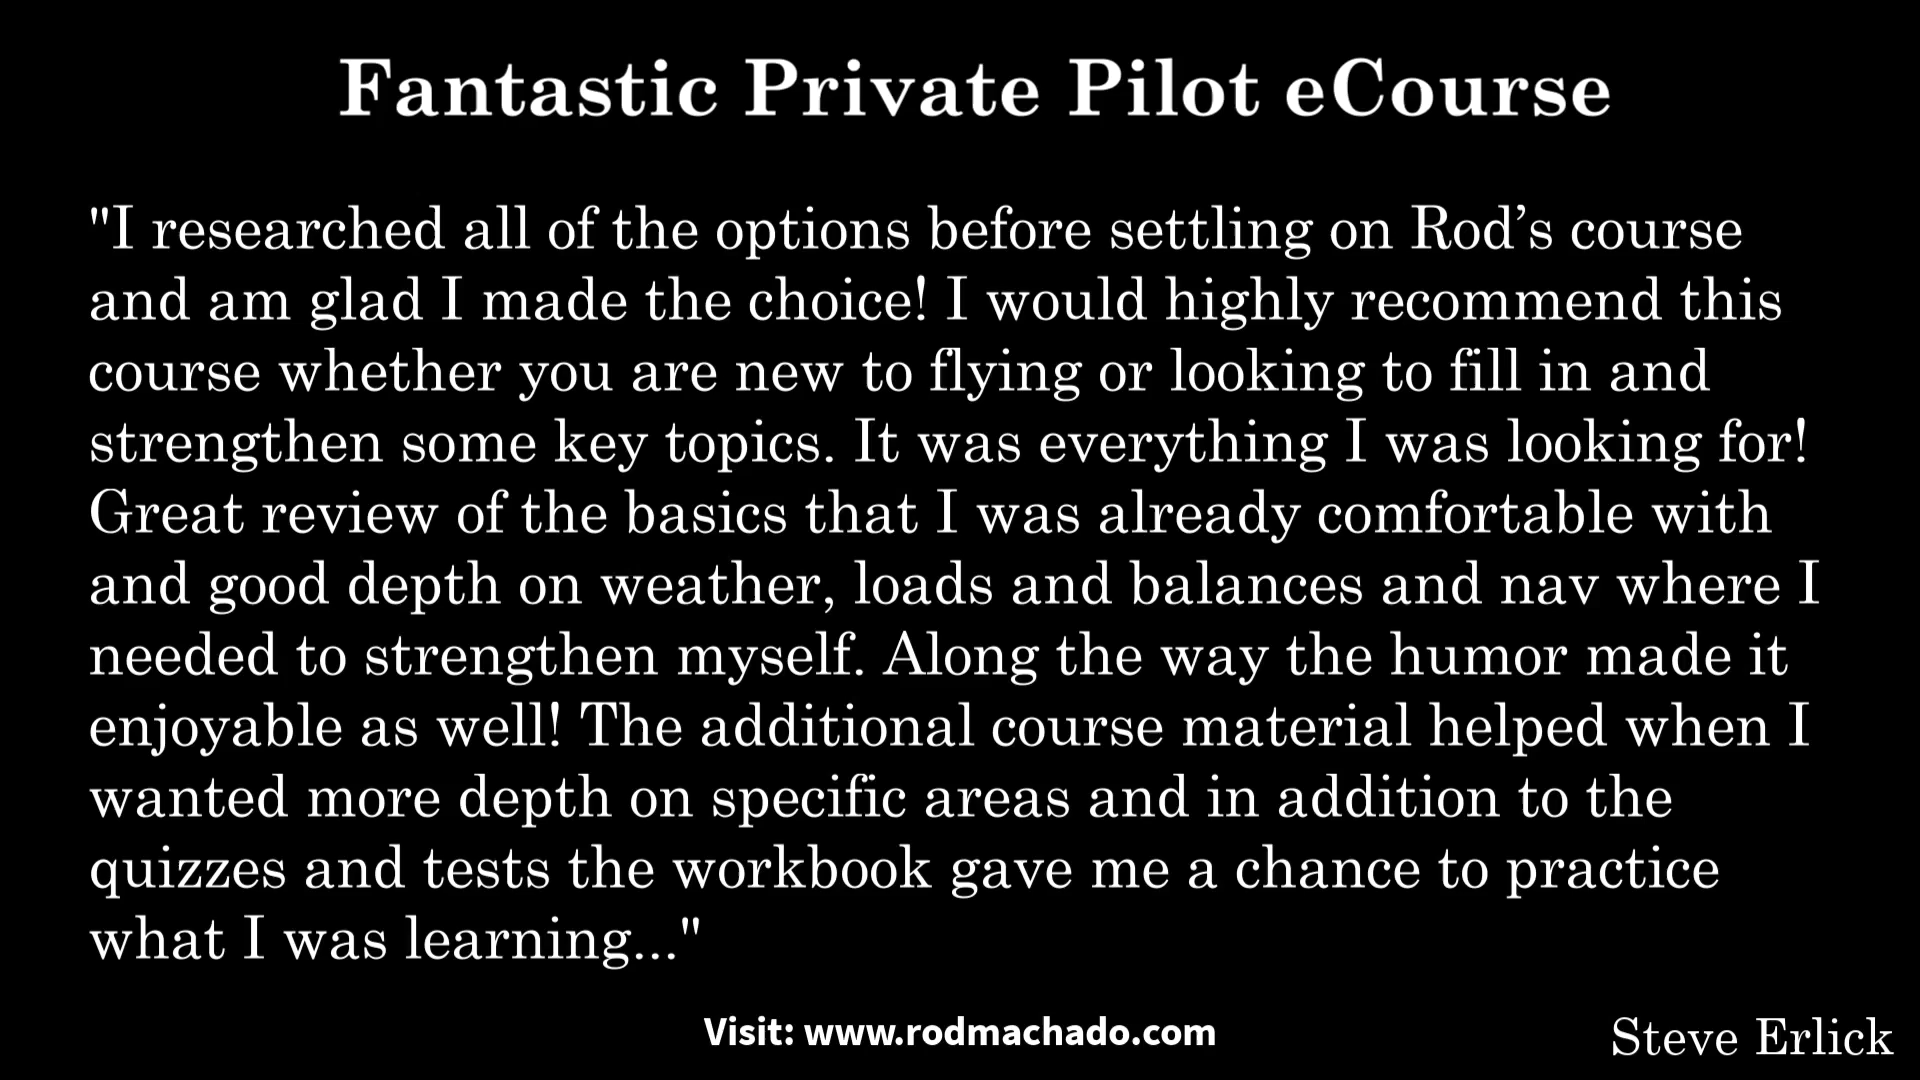 Fantastic Private Pilot eCourse
"I researched all of the options before settling on Rod’s course
and am glad I made the choice! I would highly recommend this
course whether you are new to flying or looking to fill in and
strengthen some key topics. It was everything I was looking for!
Great review of the basics that I was already comfortable with
and good depth on weather, loads and balances and nav where I
needed to strengthen myself. Along the way the humor made it
enjoyable as well! The additional course material helped when I
wanted more depth on specific areas and in addition to the
quizzes and tests the workbook gave me a chance to practice
what I was learning..."
Visit: www.rodmachado.com
Steve Erlick